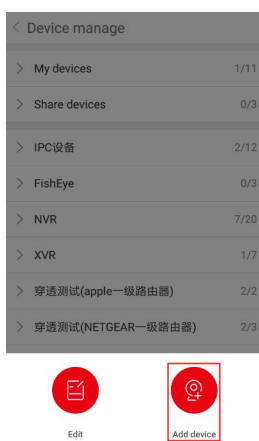 Device manage
My devices 1/11
Share devices 0/3
IPC设备 2/12
FishEye 0/3
NVR 7/20
XVR 1/7
穿透测试(apple一级路由器) 2/2
穿透测试(NETGEAR一级路由器) 2/3
Edit Add device